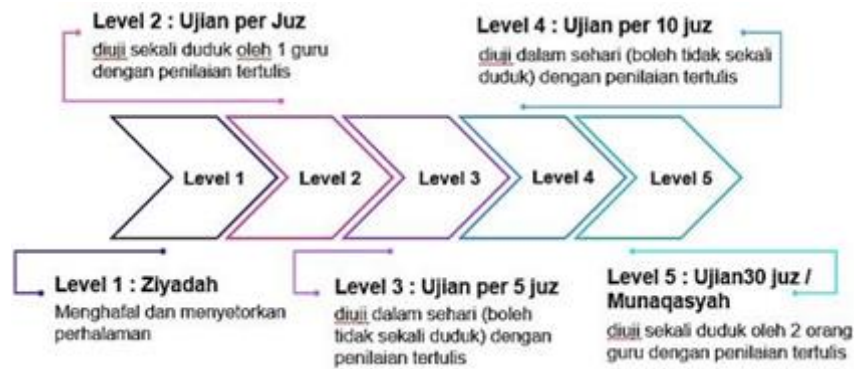 Level 2 : Ujian per Juz
diuji sekali duduk oleh 1 guru
dengan penilaian tertulis
Level 4 : Ujian per 10 juz
diuji dalam sehari (boleh tidak sekali
duduk) dengan penilaian tertulis
Level 1
Level 2
Level 3
Level 4
Level 5
Level 1 : Ziyadah
Menghafal dan menyetorkan
perhalaman
Level 3 : Ujian per 5 juz
diuji dalam sehari (boleh
tidak sekali duduk) dengan
penilaian tertulis
Level 5 : Ujian30 juz /
Munaqasyah
diuji sekali duduk oleh 2 orang
guru dengan penilaian tertulis